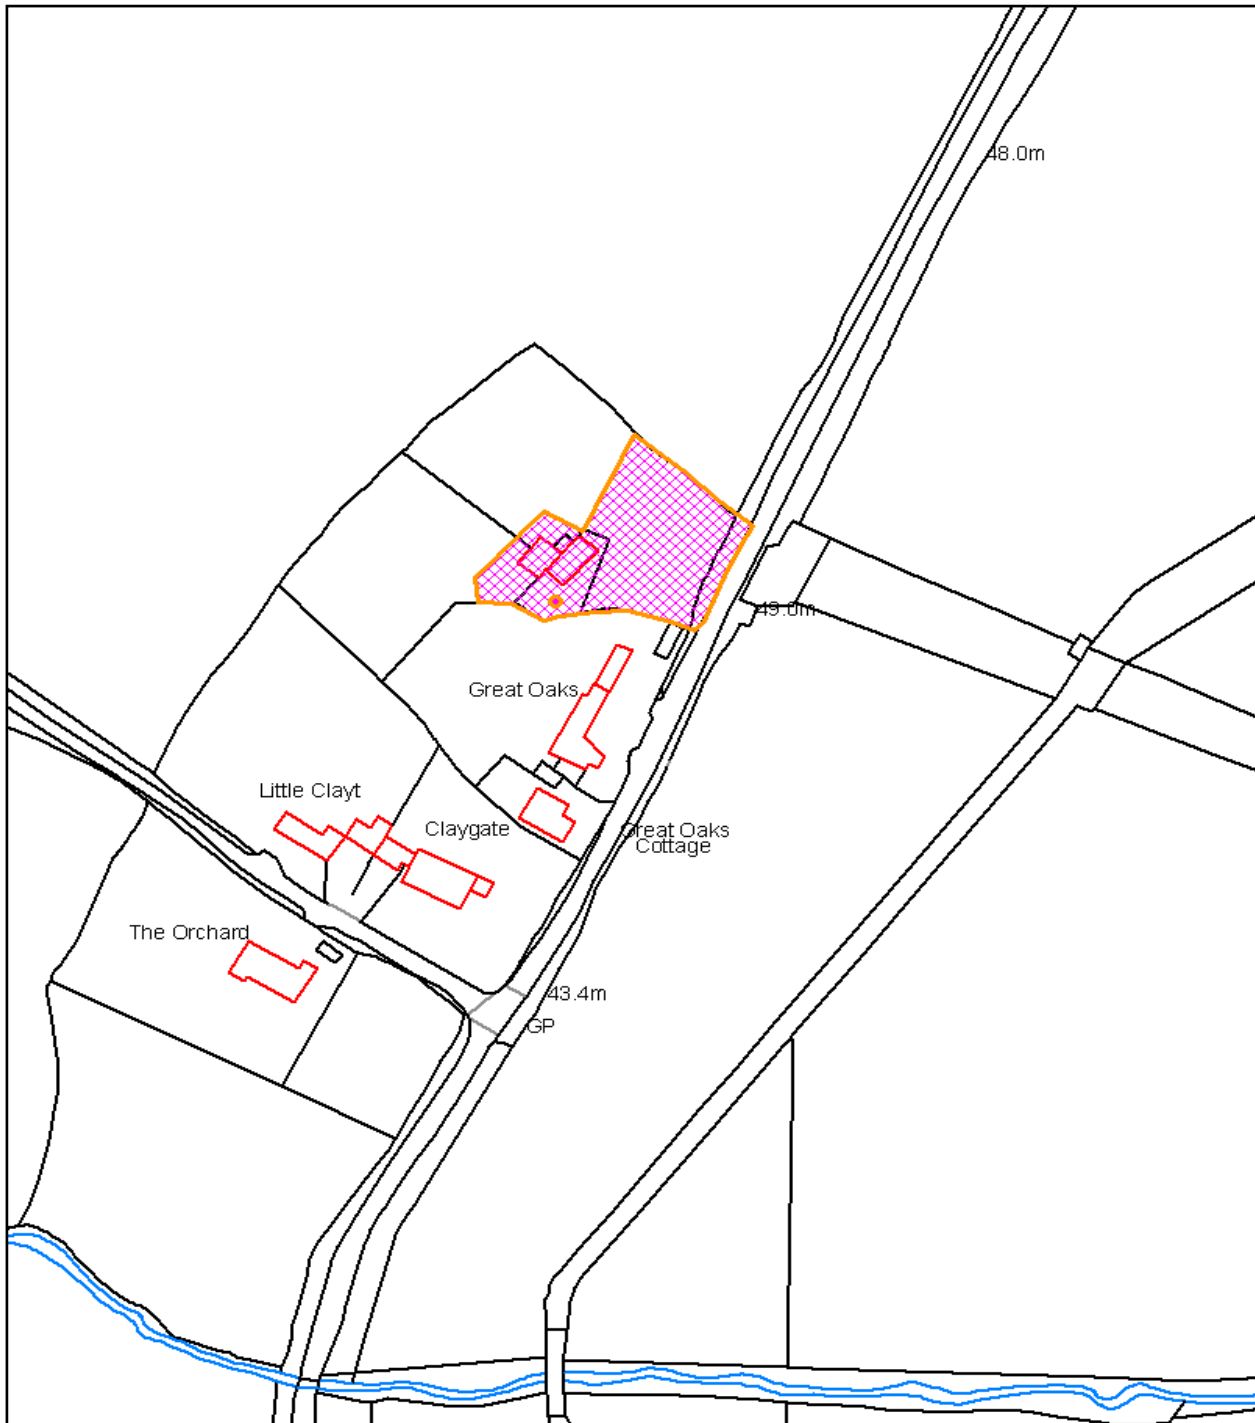 48.0m
49.0m
Great Oaks
Little Clayt
Claygate
Great Oaks
Cottage
The Orchard
43.4m
GP